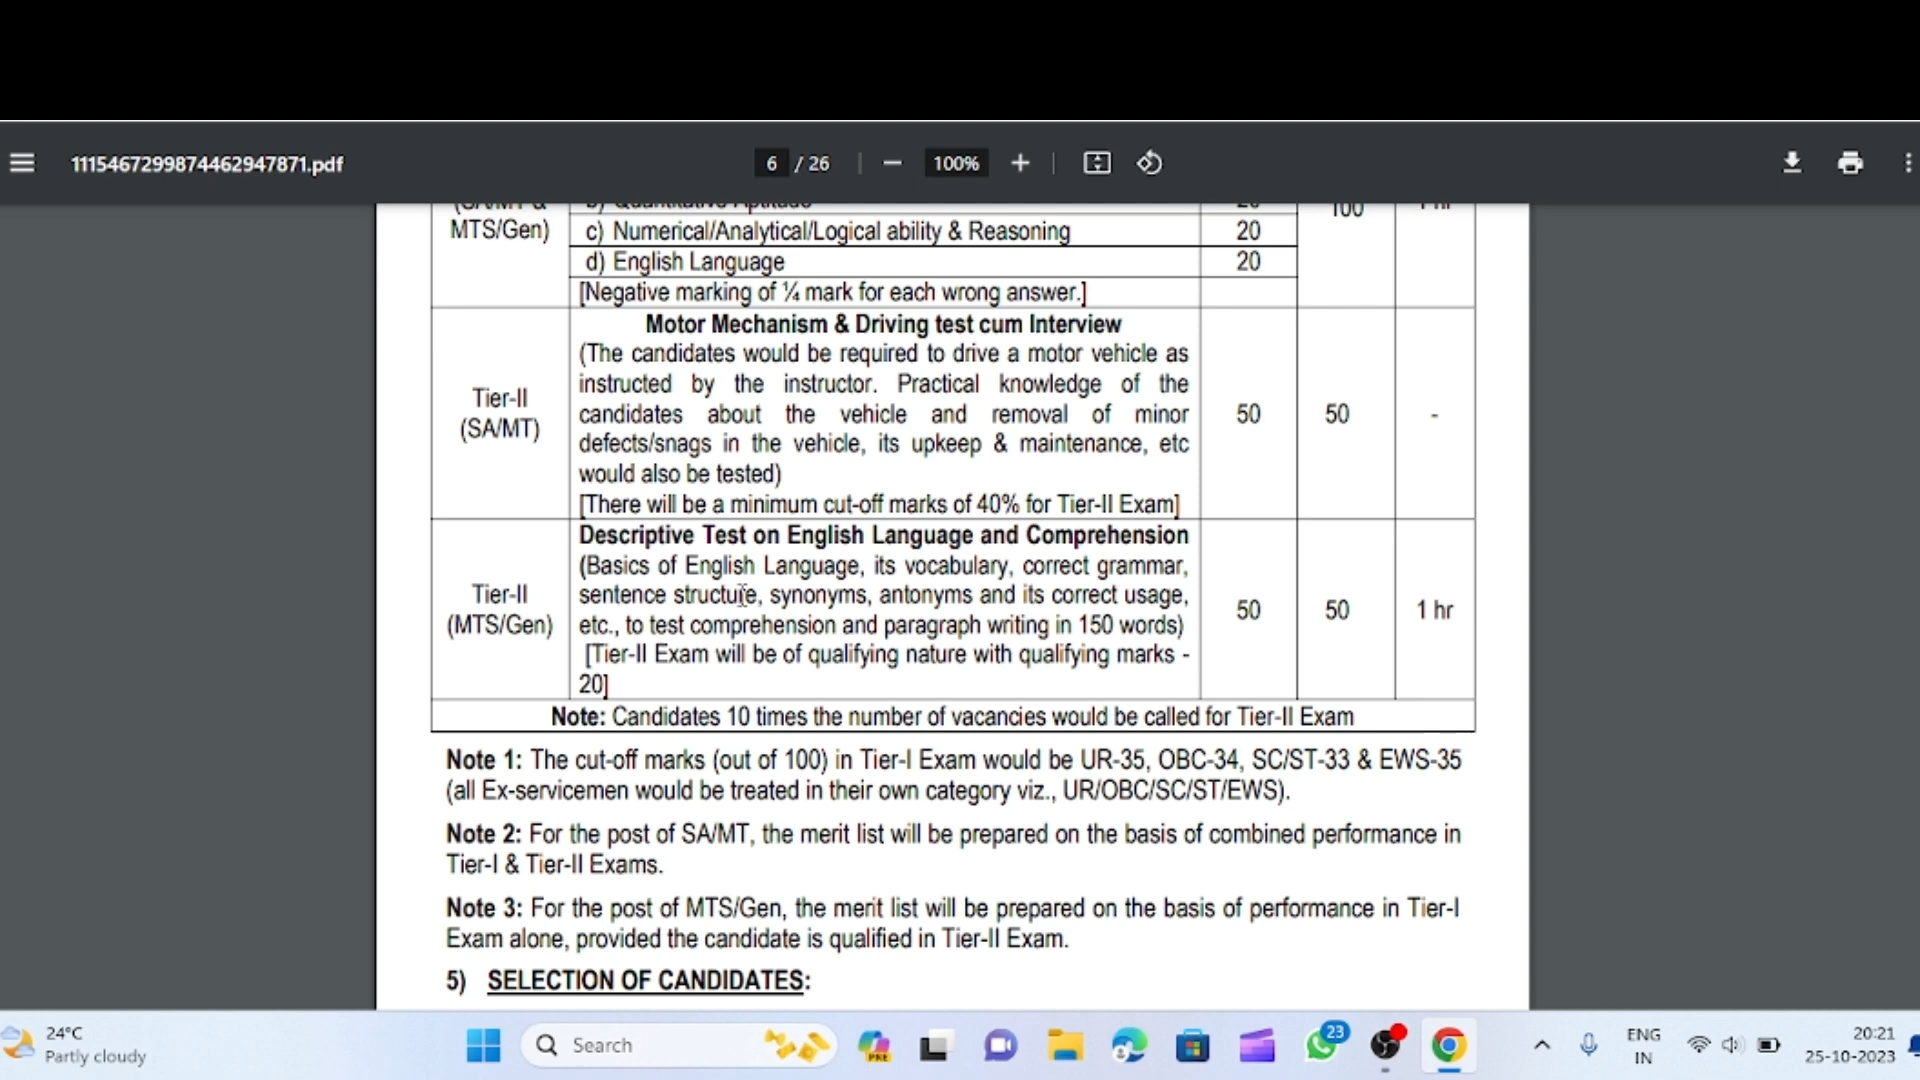 1115467299874462947871.pdf
6 / 26
100%
(SA/MT &
b) Quantitative Aptitude
20
100
1 hr
MTS/Gen)
c) Numerical/Analytical/Logical ability & Reasoning
20
d) English Language
20
[Negative marking of ¼ mark for each wrong answer.]
Motor Mechanism & Driving test cum Interview
(The candidates would be required to drive a motor vehicle as
instructed by the instructor. Practical knowledge of the
candidates about the vehicle and removal of minor
defects/snags in the vehicle, its upkeep & maintenance, etc
would also be tested)
[There will be a minimum cut-off marks of 40% for Tier-II Exam]
Tier-II
(SA/MT)
50
50
-
Descriptive Test on English Language and Comprehension
(Basics of English Language, its vocabulary, correct grammar,
sentence structure, synonyms, antonyms and its correct usage,
etc., to test comprehension and paragraph writing in 150 words)
[Tier-II Exam will be of qualifying nature with qualifying marks -
20]
Tier-II
(MTS/Gen)
50
50
1 hr
Note: Candidates 10 times the number of vacancies would be called for Tier-II Exam
Note 1: The cut-off marks (out of 100) in Tier-I Exam would be UR-35, OBC-34, SC/ST-33 & EWS-35
(all Ex-servicemen would be treated in their own category viz., UR/OBC/SC/ST/EWS).
Note 2: For the post of SA/MT, the merit list will be prepared on the basis of combined performance in
Tier-I & Tier-II Exams.
Note 3: For the post of MTS/Gen, the merit list will be prepared on the basis of performance in Tier-I
Exam alone, provided the candidate is qualified in Tier-II Exam.
5) SELECTION OF CANDIDATES:
24°C
Partly cloudy
Search
PRE
23
ENG
IN
20:21
25-10-2023